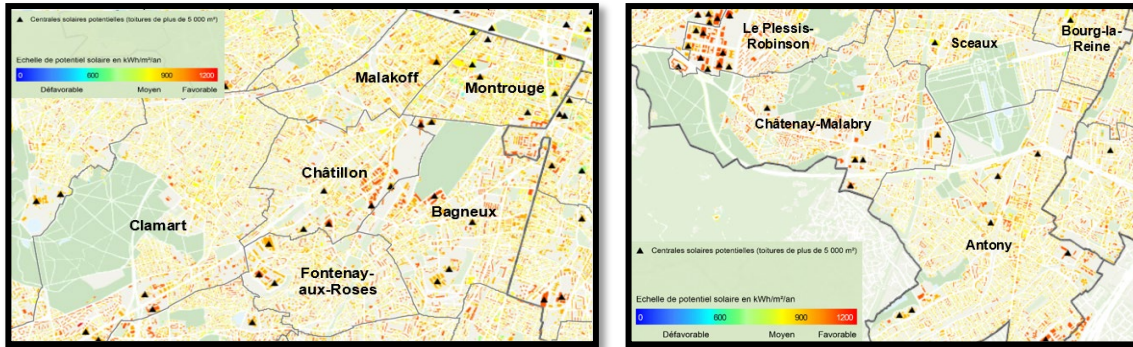 ▲ Centrales solaires potentielles (toitures de plus de 5 000 m²)
Echelle de potentiel solaire en kWh/m²/an
0 600 900 1200
Défavorable Moyen Favorable
Malakoff
Montrouge
Châtillon
Clamart
Bagneux
Fontenay-
aux-Roses
Le Plessis-
Robinson
Sceaux
Bourg-la-
Reine
Châtenay-Malabry
Antony
▲ Centrales solaires potentielles (toitures de plus de 5 000 m²)
Echelle de potentiel solaire en kWh/m²/an
0 600 900 1200
Défavorable Moyen Favorable